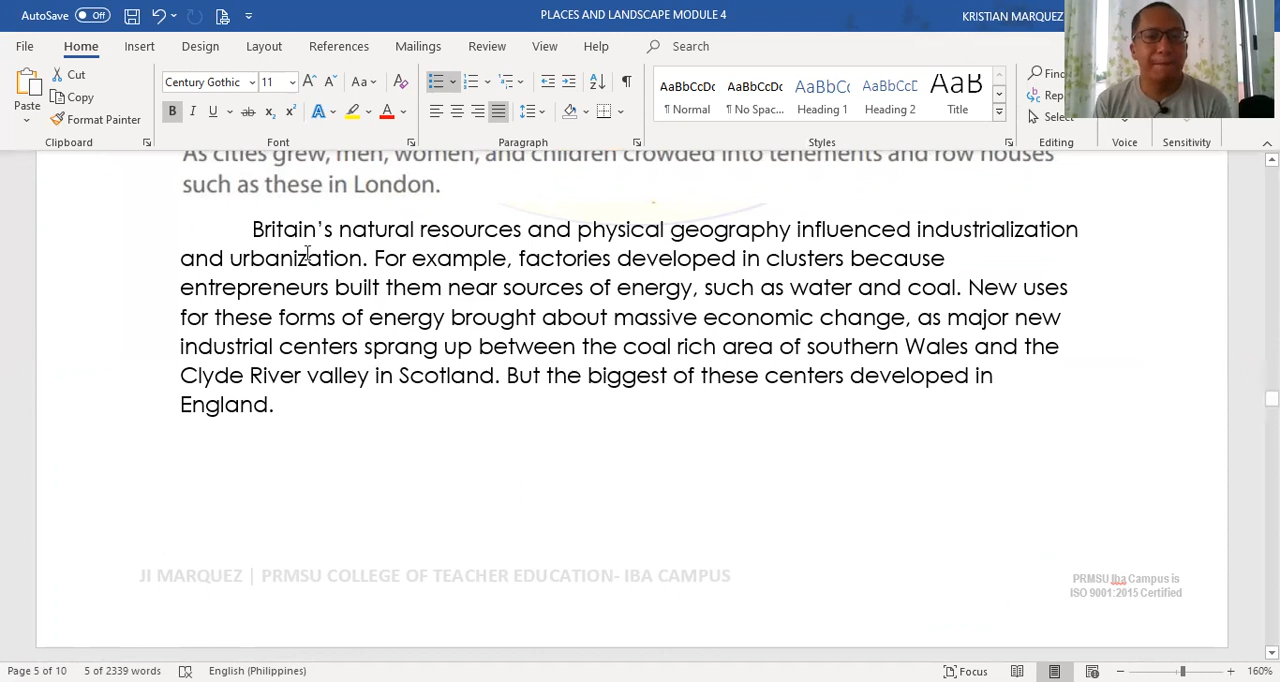 AutoSave Off PLACES AND LANDSCAPE MODULE 4 KRISTIAN MARQUEZ
File Home Insert Draw Design Layout References Mailings Review View Help Search
Paste Cut Copy Format Painter
Clipboard
Century Gothic 11 Aa
B I U ab x₂ x² A A
Font
Paragraph
AaBbCcDc AaBbCcDc AaBbCc AaBbCcD AaB
¶ Normal ¶ No Spac... Heading 1 Heading 2 Title
Styles
Editing
Voice
Sensitivity
As cities grew, men, women, and children crowded into tenements and row houses
such as these in London.
Britain's natural resources and physical geography influenced industrialization
and urbanization. For example, factories developed in clusters because
entrepreneurs built them near sources of energy, such as water and coal. New uses
for these forms of energy brought about massive economic change, as major new
industrial centers sprang up between the coal rich area of southern Wales and the
Clyde River valley in Scotland. But the biggest of these centers developed in
England.
JI MARQUEZ | PRMSU COLLEGE OF TEACHER EDUCATION- IBA CAMPUS
PRMSU Iba Campus is
ISO 9001:2015 Certified
Page 5 of 10 5 of 2339 words English (Philippines) Focus 160%